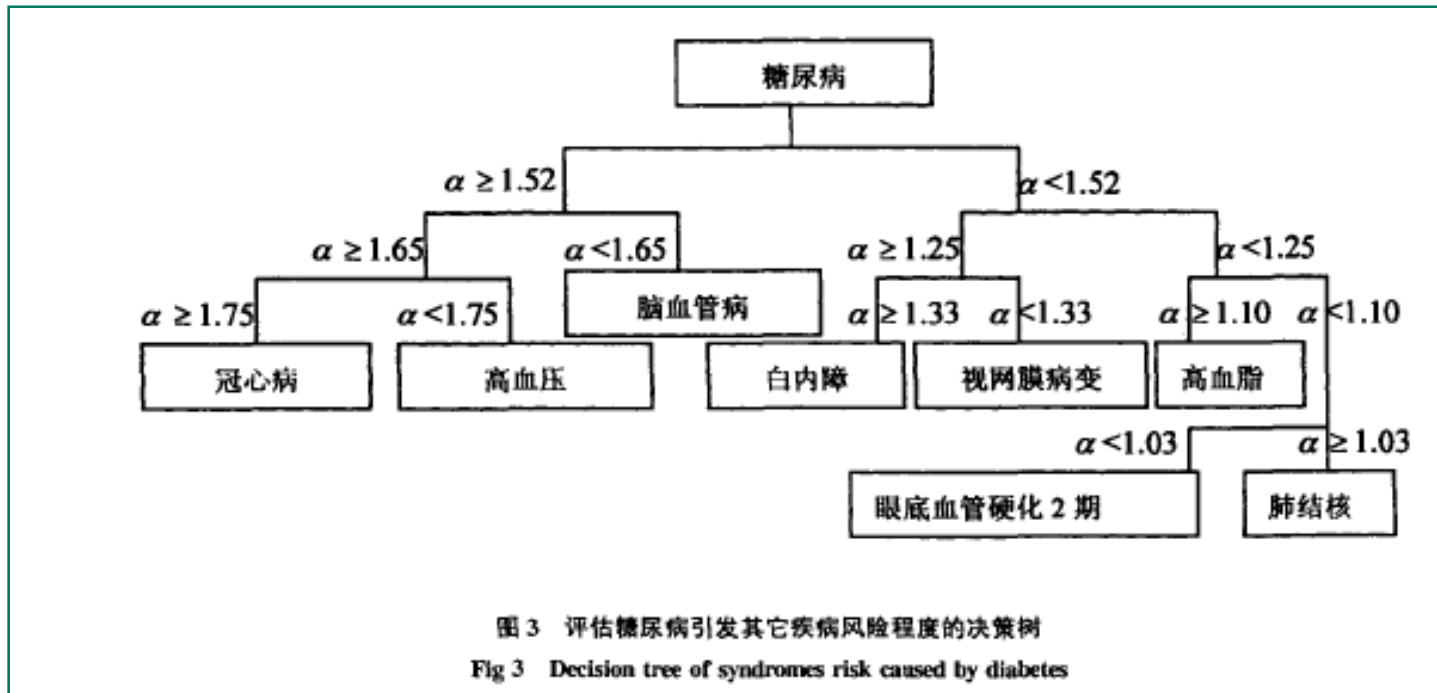 糖尿病
α ≥ 1.52
α <1.52
α ≥ 1.65
α <1.65
α ≥ 1.25
α <1.25
α ≥ 1.75
α <1.75
脑血管病
α ≥ 1.33
α <1.33
α ≥ 1.10
α <1.10
冠心病
高血压
白内障
视网膜病变
高血脂
α <1.03
α ≥ 1.03
眼底血管硬化 2 期
肺结核
图 3 评估糖尿病引发其它疾病风险程度的决策树
Fig 3 Decision tree of syndromes risk caused by diabetes